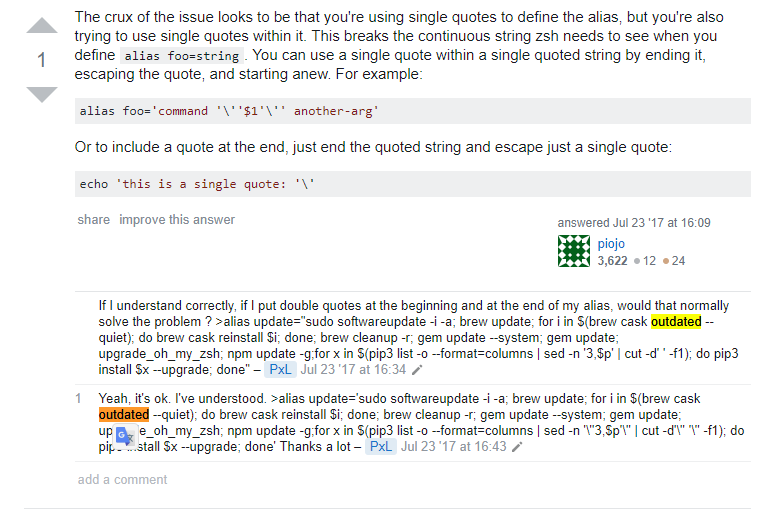 The crux of the issue looks to be that you're using single quotes to define the alias, but you're also
trying to use single quotes within it. This breaks the continuous string zsh needs to see when you
1
define alias foo=string . You can use a single quote within a single quoted string by ending it,
escaping the quote, and starting anew. For example:
alias foo='command '\''$1'\'' another-arg'
Or to include a quote at the end, just end the quoted string and escape just a single quote:
echo 'this is a single quote: '\'
share improve this answer
answered Jul 23 '17 at 16:09
piojo
3,622 12 24
If I understand correctly, if I put double quotes at the beginning and at the end of my alias, would that normally
solve the problem ? >alias update="sudo softwareupdate -i -a; brew update; for i in $(brew cask outdated --
quiet); do brew cask reinstall $i; done; brew cleanup -r; gem update --system; gem update;
upgrade_oh_my_zsh; npm update -g;for x in $(pip3 list -o --format=columns | sed -n '3,$p' | cut -d' ' -f1); do pip3
install $x --upgrade; done" – PxL Jul 23 '17 at 16:34
1 Yeah, it's ok. I've understood. >alias update='sudo softwareupdate -i -a; brew update; for i in $(brew cask
outdated --quiet); do brew cask reinstall $i; done; brew cleanup -r; gem update --system; gem update;
up e_oh_my_zsh; npm update -g;for x in $(pip3 list -o --format=columns | sed -n '\''3,$p'\'' | cut -d'\'' '\'' -f1); do
pip stall $x --upgrade; done' Thanks a lot – PxL Jul 23 '17 at 16:43
add a comment